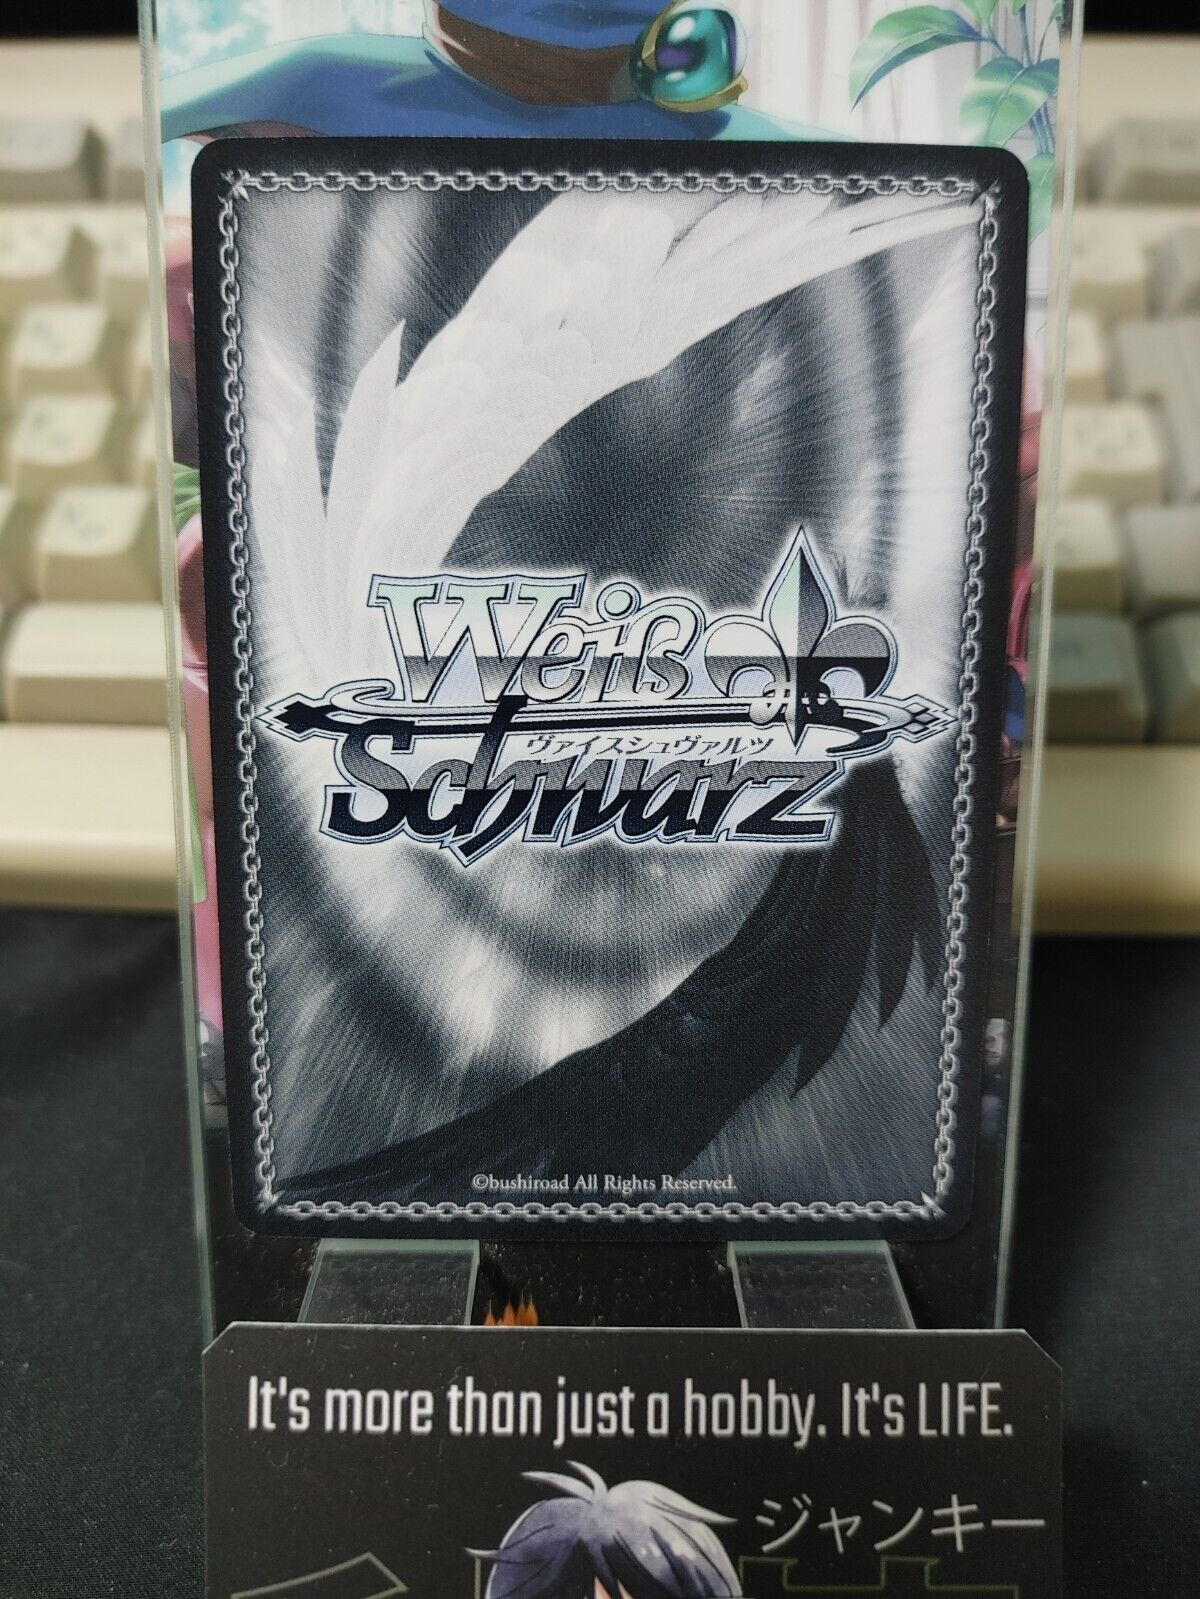 Weiß
Schwarz
ヴァイスシュヴァルツ
©bushiroad All Rights Reserved.
It's more than just a hobby. It's LIFE.
ジャンキー